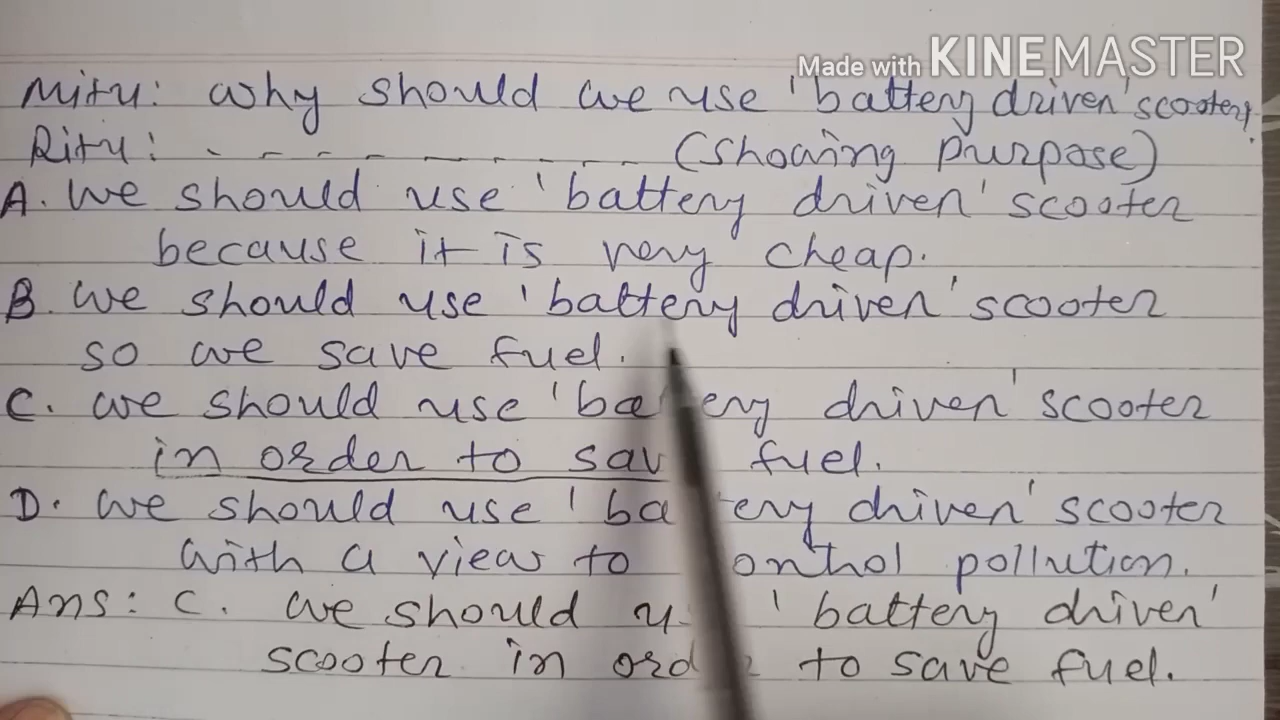 Made with KINEMASTER
Mitu: Why should we use 'battery driven' scooter?
Ritu: - - - - - - - - - - (Showing Purpose)
A. We should use 'battery driven' scooter
because it is very cheap.
B. We should use 'battery driven' scooter
so we save fuel.
C. We should use driven' scooter
in order to fuel.
D. We should use driven' scooter
with a view to pollution.
Ans: C. We should 'battery driven'
scooter in to save fuel.